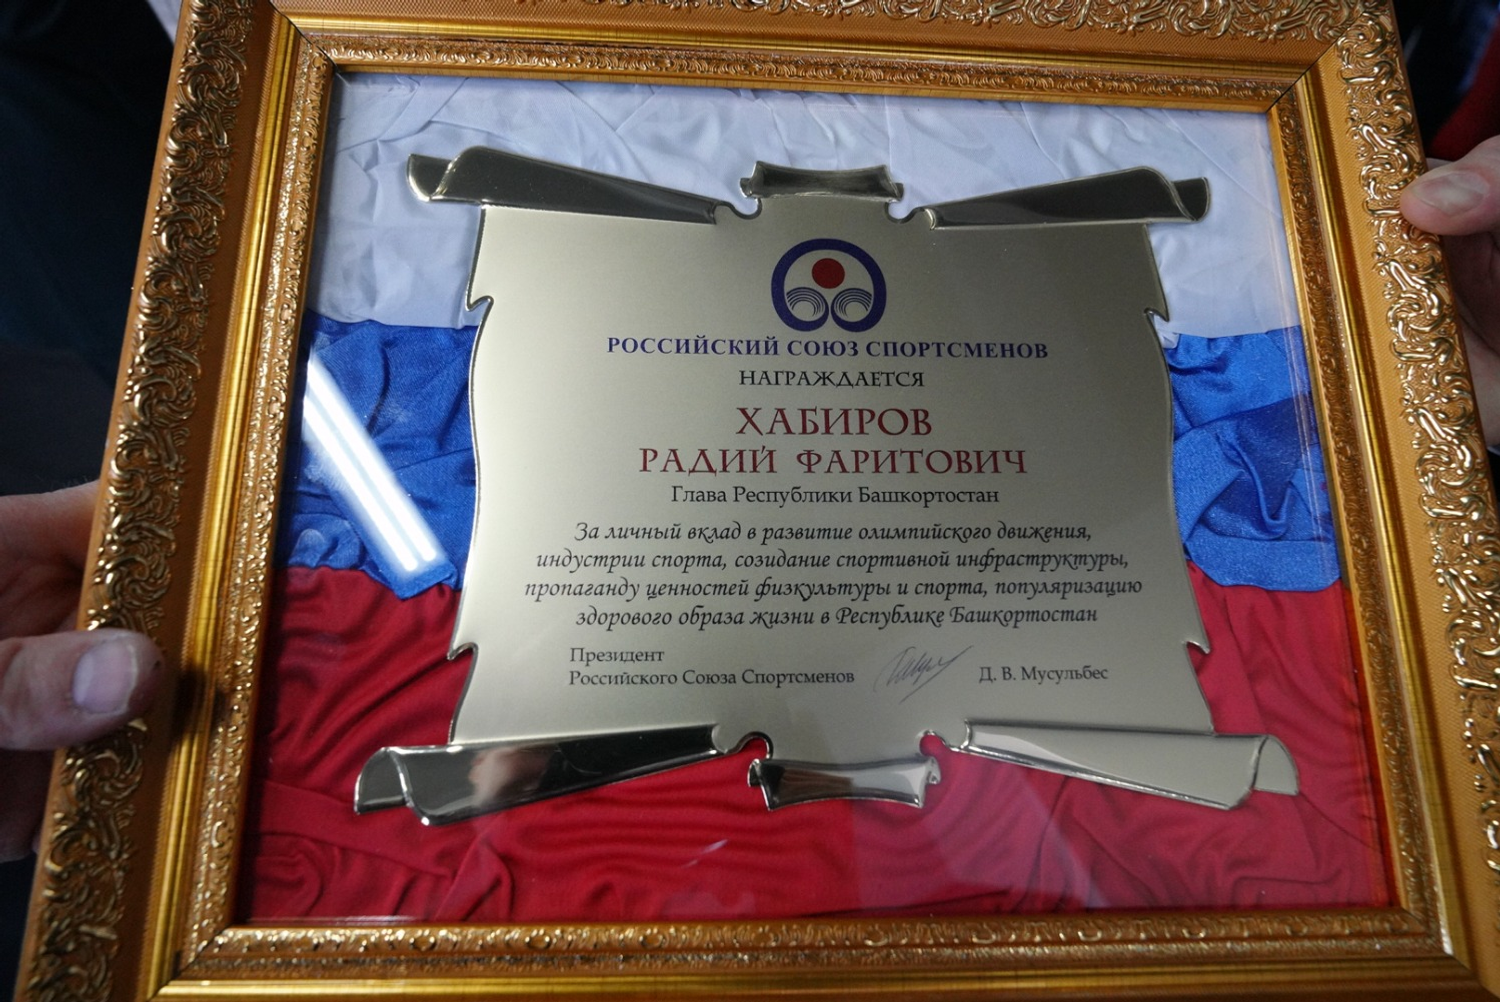 РОССИЙСКИЙ СОЮЗ СПОРТСМЕНОВ
НАГРАЖДАЕТСЯ
ХАБИРОВ
РАДИЙ ФАРИТОВИЧ
Глава Республики Башкортостан
За личный вклад в развитие олимпийского движения,
индустрии спорта, созидание спортивной инфраструктуры,
пропаганду ценностей физкультуры и спорта, популяризацию
здорового образа жизни в Республике Башкортостан
Президент
Российского Союза Спортсменов Д. В. Мусульбес